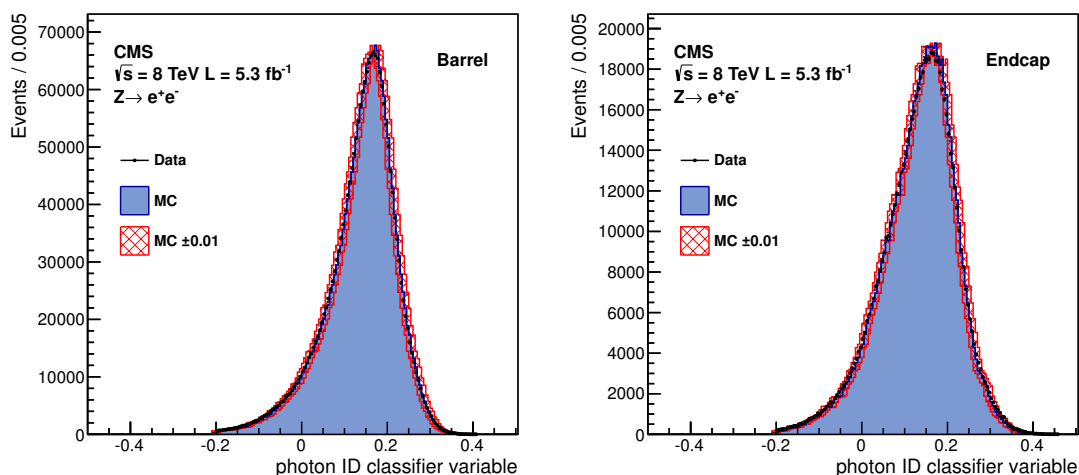 Events / 0.005
70000
60000
50000
40000
30000
20000
10000
0
CMS
√s = 8 TeV L = 5.3 fb⁻¹
Z→ e⁺e⁻
Barrel
Data
MC
MC ±0.01
-0.4 -0.2 0 0.2 0.4
photon ID classifier variable
Events / 0.005
20000
18000
16000
14000
12000
10000
8000
6000
4000
2000
0
CMS
√s = 8 TeV L = 5.3 fb⁻¹
Z→ e⁺e⁻
Endcap
Data
MC
MC ±0.01
-0.4 -0.2 0 0.2 0.4
photon ID classifier variable